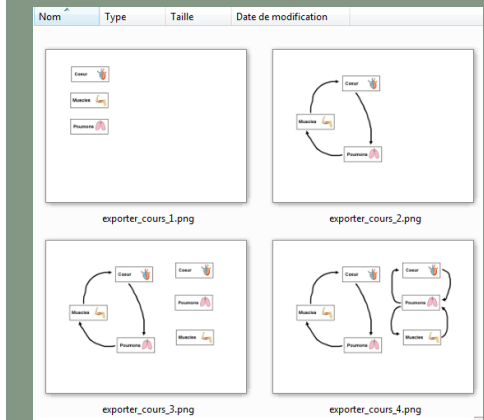 Nom Type Taille Date de modification
Coeur
Muscles
Poumons
exporter_cours_1.png
Coeur
Muscles
Poumons
exporter_cours_2.png
Coeur
Muscles
Poumons
Coeur
Poumons
Muscles
exporter_cours_3.png
Coeur
Muscles
Poumons
Coeur
Poumons
Muscles
exporter_cours_4.png